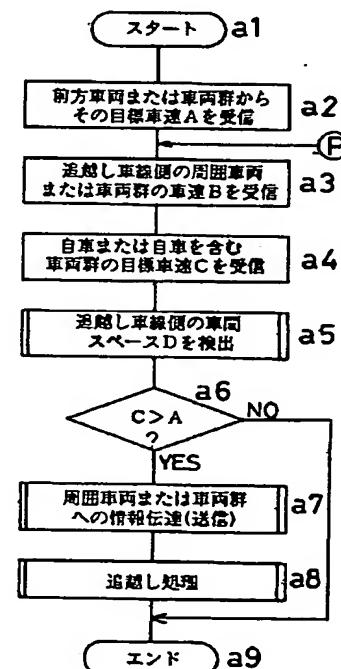 スタート a1
前方車両または車両群から
その目標車速Aを受信 a2
P
追越し車線側の周囲車両
または車両群の車速Bを受信 a3
自車または自車を含む
車両群の目標車速Cを受信 a4
追越し車線側の車間
スペースDを検出 a5
a6
C>A
?
NO
YES
周囲車両または車両群
への情報伝達(送信) a7
追越し処理 a8
エンド a9